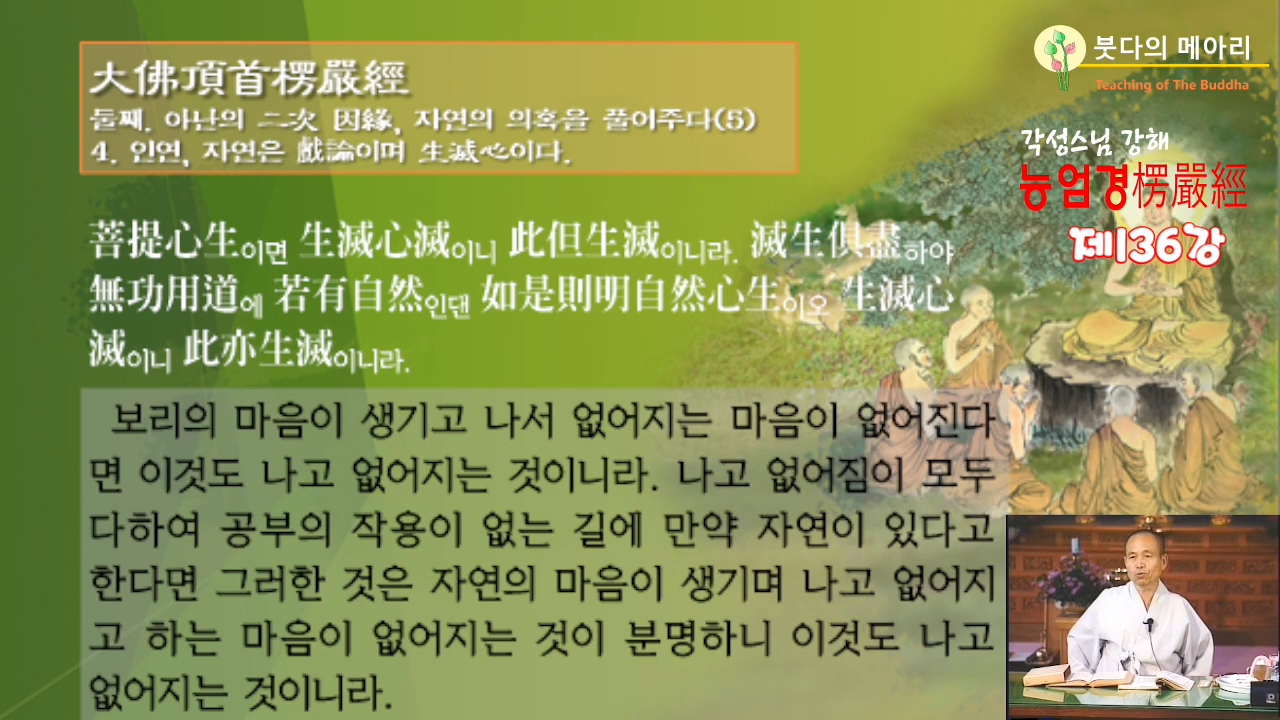 大佛頂首楞嚴經
둘째. 아난의 二次 因緣, 자연의 의혹을 풀어주다(5)
4. 인연, 자연은 戲論이며 生滅心이다.
菩提心生이면 生滅心滅이니 此但生滅이니라. 滅生俱盡하야
無功用道에 若有自然인댄 如是則明自然心生이오 生滅心
滅이니 此亦生滅이니라.
보리의 마음이 생기고 나서 없어지는 마음이 없어진다
면 이것도 나고 없어지는 것이니라. 나고 없어짐이 모두
다하여 공부의 작용이 없는 길에 만약 자연이 있다고
한다면 그러한 것은 자연의 마음이 생기며 나고 없어지
고 하는 마음이 없어지는 것이 분명하니 이것도 나고
없어지는 것이니라.
붓다의 메아리
Teaching of The Buddha
각성스님 강해
능엄경楞嚴經
제136강